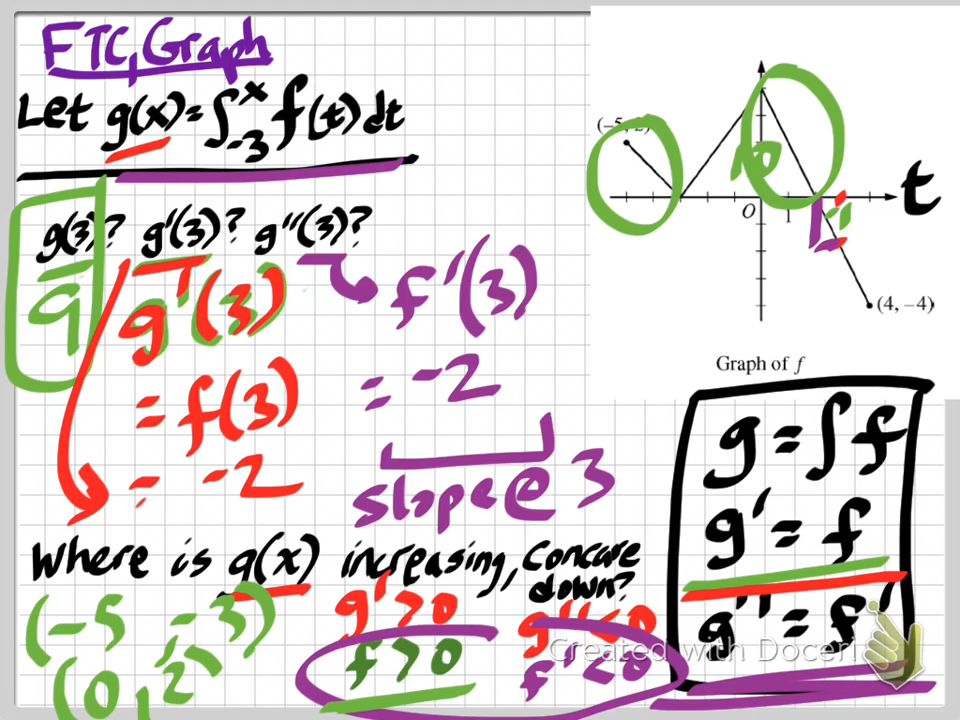 FTC, Graph
Let g(x) = ∫₋₃ˣ f(t) dt
g(3)? g'(3)? g''(3)?
9
g'(3)
= f(3)
= -2
f'(3)
= -2
slope @ 3
Where is g(x) increasing, concave
down?
g' > 0
f > 0
g'' < 0
f' < 0
(-5, -3)
(0, 2)
(-5, 2)
10
O 1
t
(4, -4)
Graph of f
g = ∫f
g' = f
g'' = f'
Created with Doceri